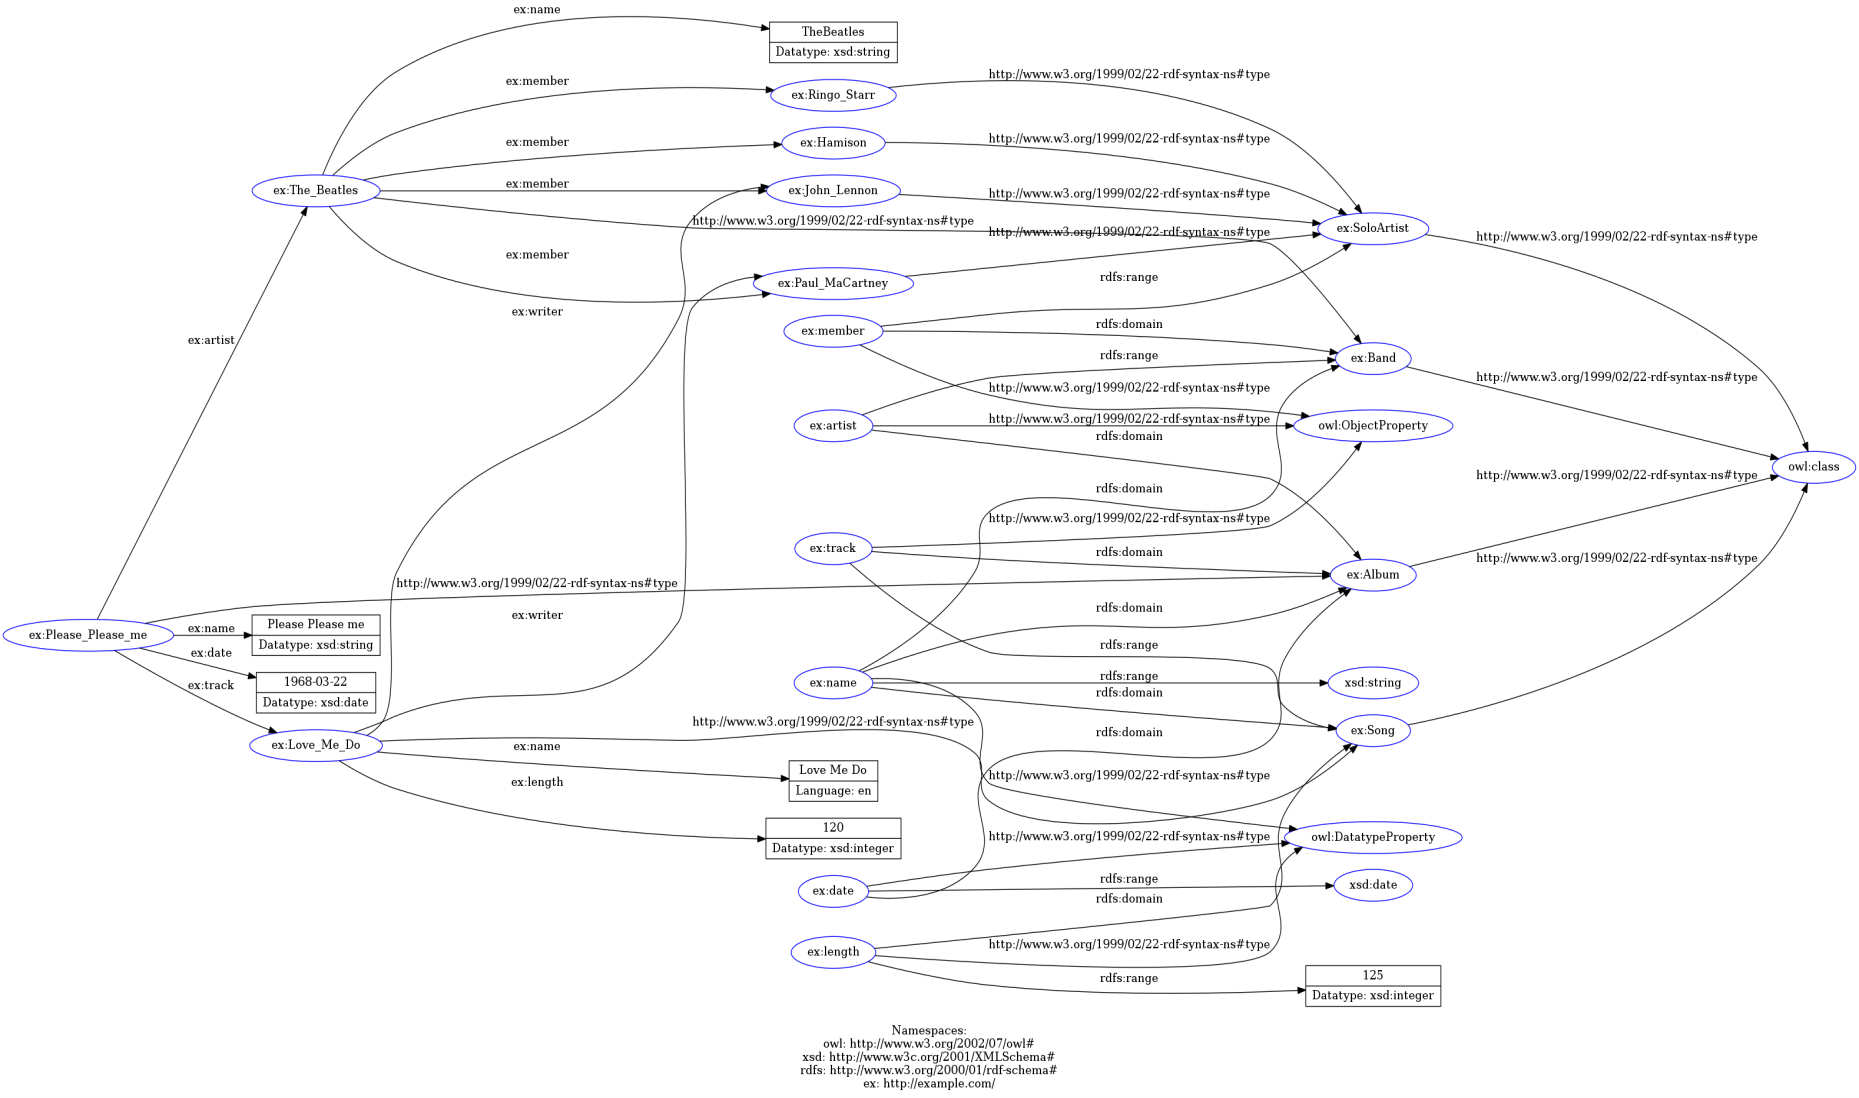 ex:name
TheBeatles
Datatype: xsd:string
ex:member
http://www.w3.org/1999/02/22-rdf-syntax-ns#type
ex:Ringo_Starr
ex:member
http://www.w3.org/1999/02/22-rdf-syntax-ns#type
ex:Hamison
ex:member
http://www.w3.org/1999/02/22-rdf-syntax-ns#type
ex:The_Beatles
ex:John_Lennon
http://www.w3.org/1999/02/22-rdf-syntax-ns#type
ex:SoloArtist
http://www.w3.org/1999/02/22-rdf-syntax-ns#type
http://www.w3.org/1999/02/22-rdf-syntax-ns#type
ex:member
rdfs:range
ex:Paul_MaCartney
ex:writer
rdfs:domain
ex:member
ex:artist
rdfs:range
ex:Band
http://www.w3.org/1999/02/22-rdf-syntax-ns#type
http://www.w3.org/1999/02/22-rdf-syntax-ns#type
http://www.w3.org/1999/02/22-rdf-syntax-ns#type
ex:artist
owl:ObjectProperty
rdfs:domain
owl:class
http://www.w3.org/1999/02/22-rdf-syntax-ns#type
rdfs:domain
http://www.w3.org/1999/02/22-rdf-syntax-ns#type
ex:track
rdfs:domain
http://www.w3.org/1999/02/22-rdf-syntax-ns#type
ex:Album
http://www.w3.org/1999/02/22-rdf-syntax-ns#type
rdfs:domain
ex:writer
Please Please me
ex:name
ex:Please_Please_me
Datatype: xsd:string
rdfs:range
ex:date
rdfs:range
1968-03-22
ex:track
ex:name
xsd:string
rdfs:domain
Datatype: xsd:date
http://www.w3.org/1999/02/22-rdf-syntax-ns#type
rdfs:domain
ex:Song
ex:Love_Me_Do
ex:name
Love Me Do
http://www.w3.org/1999/02/22-rdf-syntax-ns#type
ex:length
Language: en
120
http://www.w3.org/1999/02/22-rdf-syntax-ns#type
owl:DatatypeProperty
Datatype: xsd:integer
rdfs:range
ex:date
xsd:date
rdfs:domain
http://www.w3.org/1999/02/22-rdf-syntax-ns#type
ex:length
rdfs:range
125
Datatype: xsd:integer
Namespaces:
owl: http://www.w3.org/2002/07/owl#
xsd: http://www.w3c.org/2001/XMLSchema#
rdfs: http://www.w3.org/2000/01/rdf-schema#
ex: http://example.com/